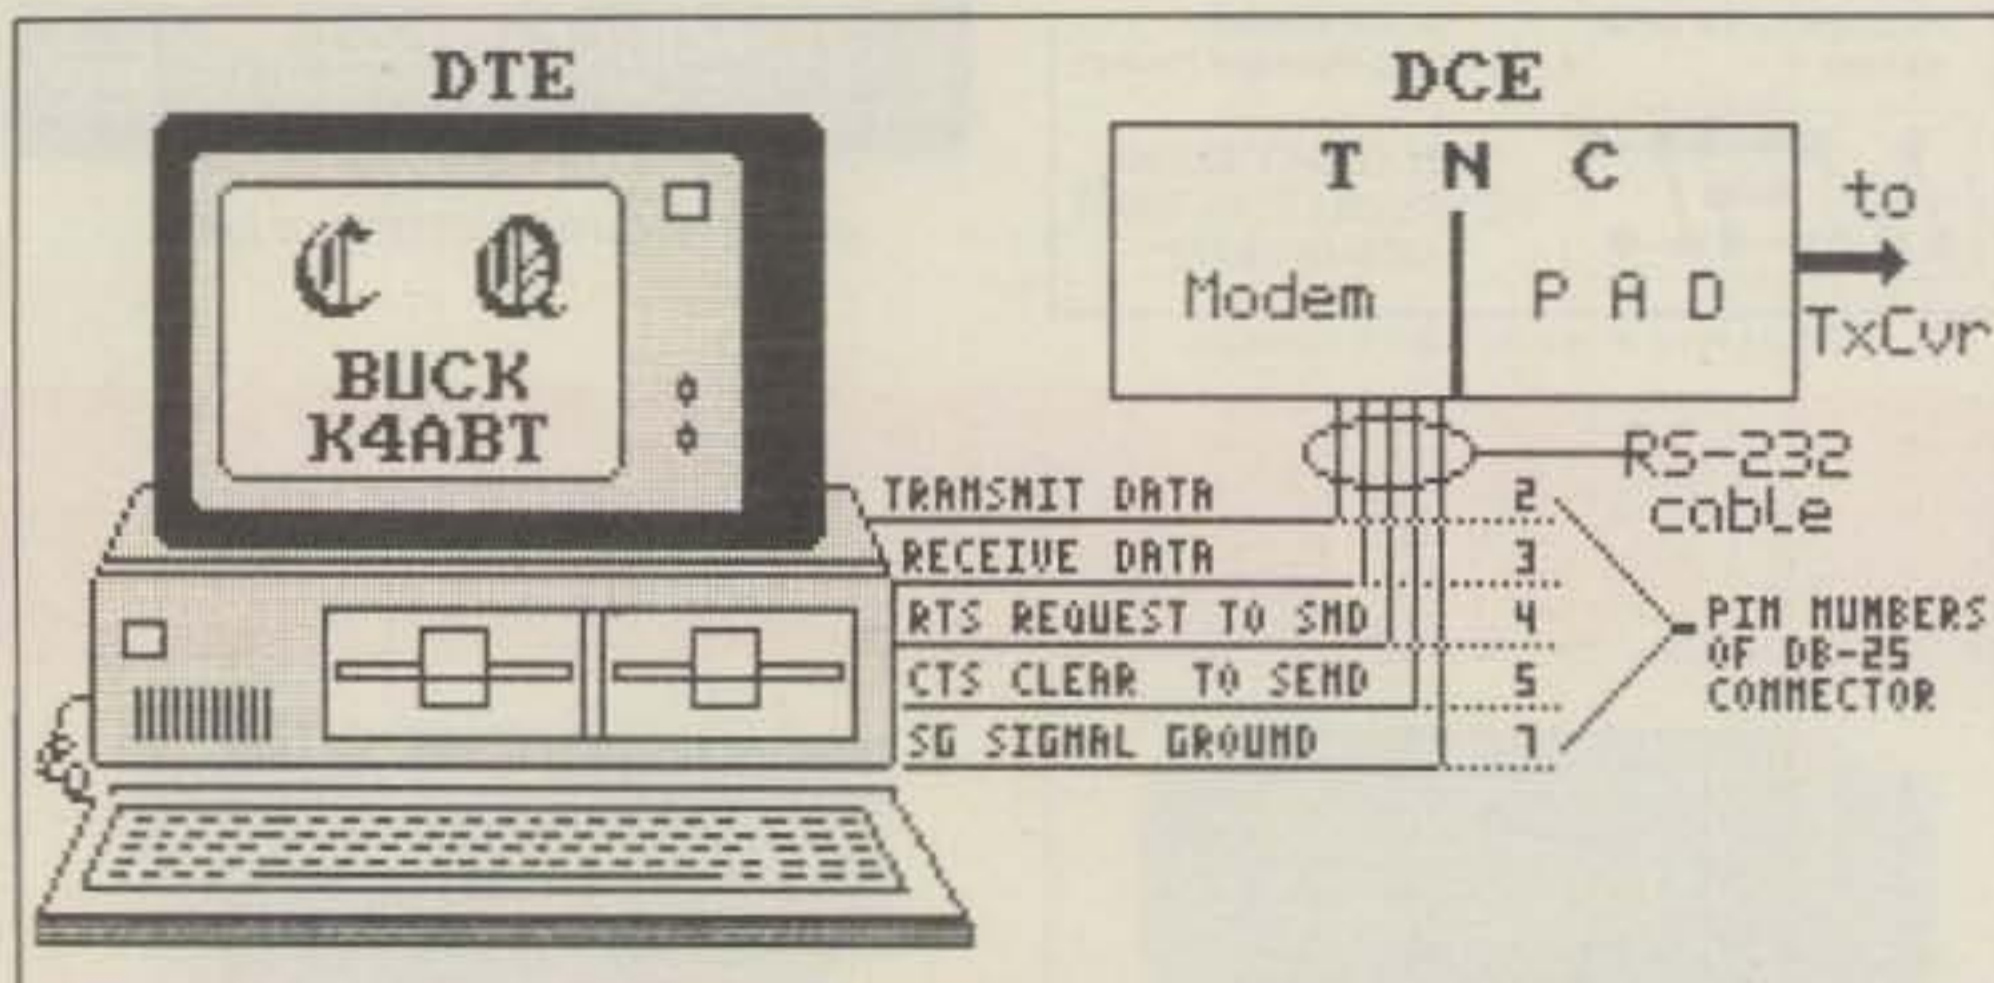 DTE
DCE
C Q
BUCK
K4ABT
T N C
Modem
P A D
to
TxCvr
RS-232
cable
TRANSMIT DATA 2
RECEIVE DATA 3
RTS REQUEST TO SND 4
CTS CLEAR TO SEND 5
SG SIGNAL GROUND 7
PIN NUMBERS
OF DB-25
CONNECTOR